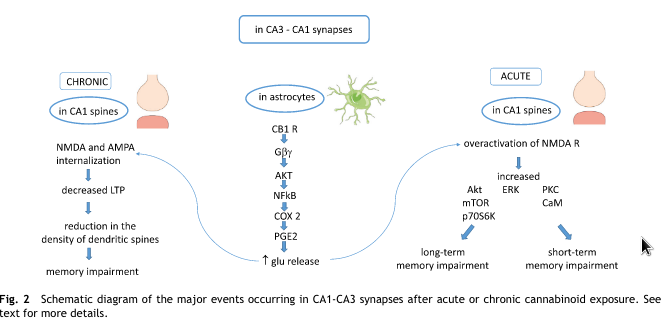 in CA3 - CA1 synapses
CHRONIC
in CA1 spines
NMDA and AMPA
internalization
decreased LTP
reduction in the
density of dendritic spines
memory impairment
in astrocytes
CB1 R
Gβγ
AKT
NFkB
COX 2
PGE2
↑ glu release
ACUTE
in CA1 spines
overactivation of NMDA R
increased
Akt ERK PKC
mTOR CaM
p70S6K
long-term
memory impairment
short-term
memory impairment
Fig. 2 Schematic diagram of the major events occurring in CA1-CA3 synapses after acute or chronic cannabinoid exposure. See
text for more details.